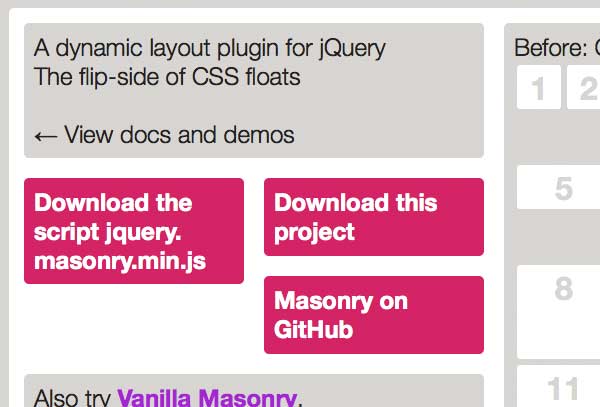 A dynamic layout plugin for jQuery
The flip-side of CSS floats
← View docs and demos
Download the
script jquery.
masonry.min.js
Download this
project
Masonry on
GitHub
Also try Vanilla Masonry.
Before:
1 2
5
8
11